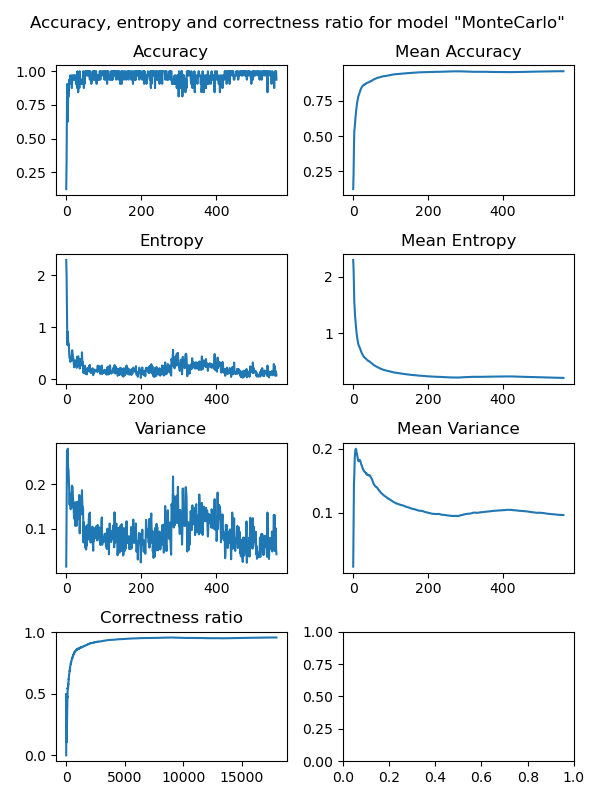 Accuracy, entropy and correctness ratio for model "MonteCarlo"
Accuracy
1.00
0.75
0.50
0.25
0 200 400
Mean Accuracy
0.75
0.50
0.25
0 200 400
Entropy
2
1
0
0 200 400
Mean Entropy
2
1
0 200 400
Variance
0.2
0.1
0 200 400
Mean Variance
0.2
0.1
0 200 400
Correctness ratio
1.0
0.5
0.0
0 5000 10000 15000
1.00
0.75
0.50
0.25
0.00
0.0 0.2 0.4 0.6 0.8 1.0